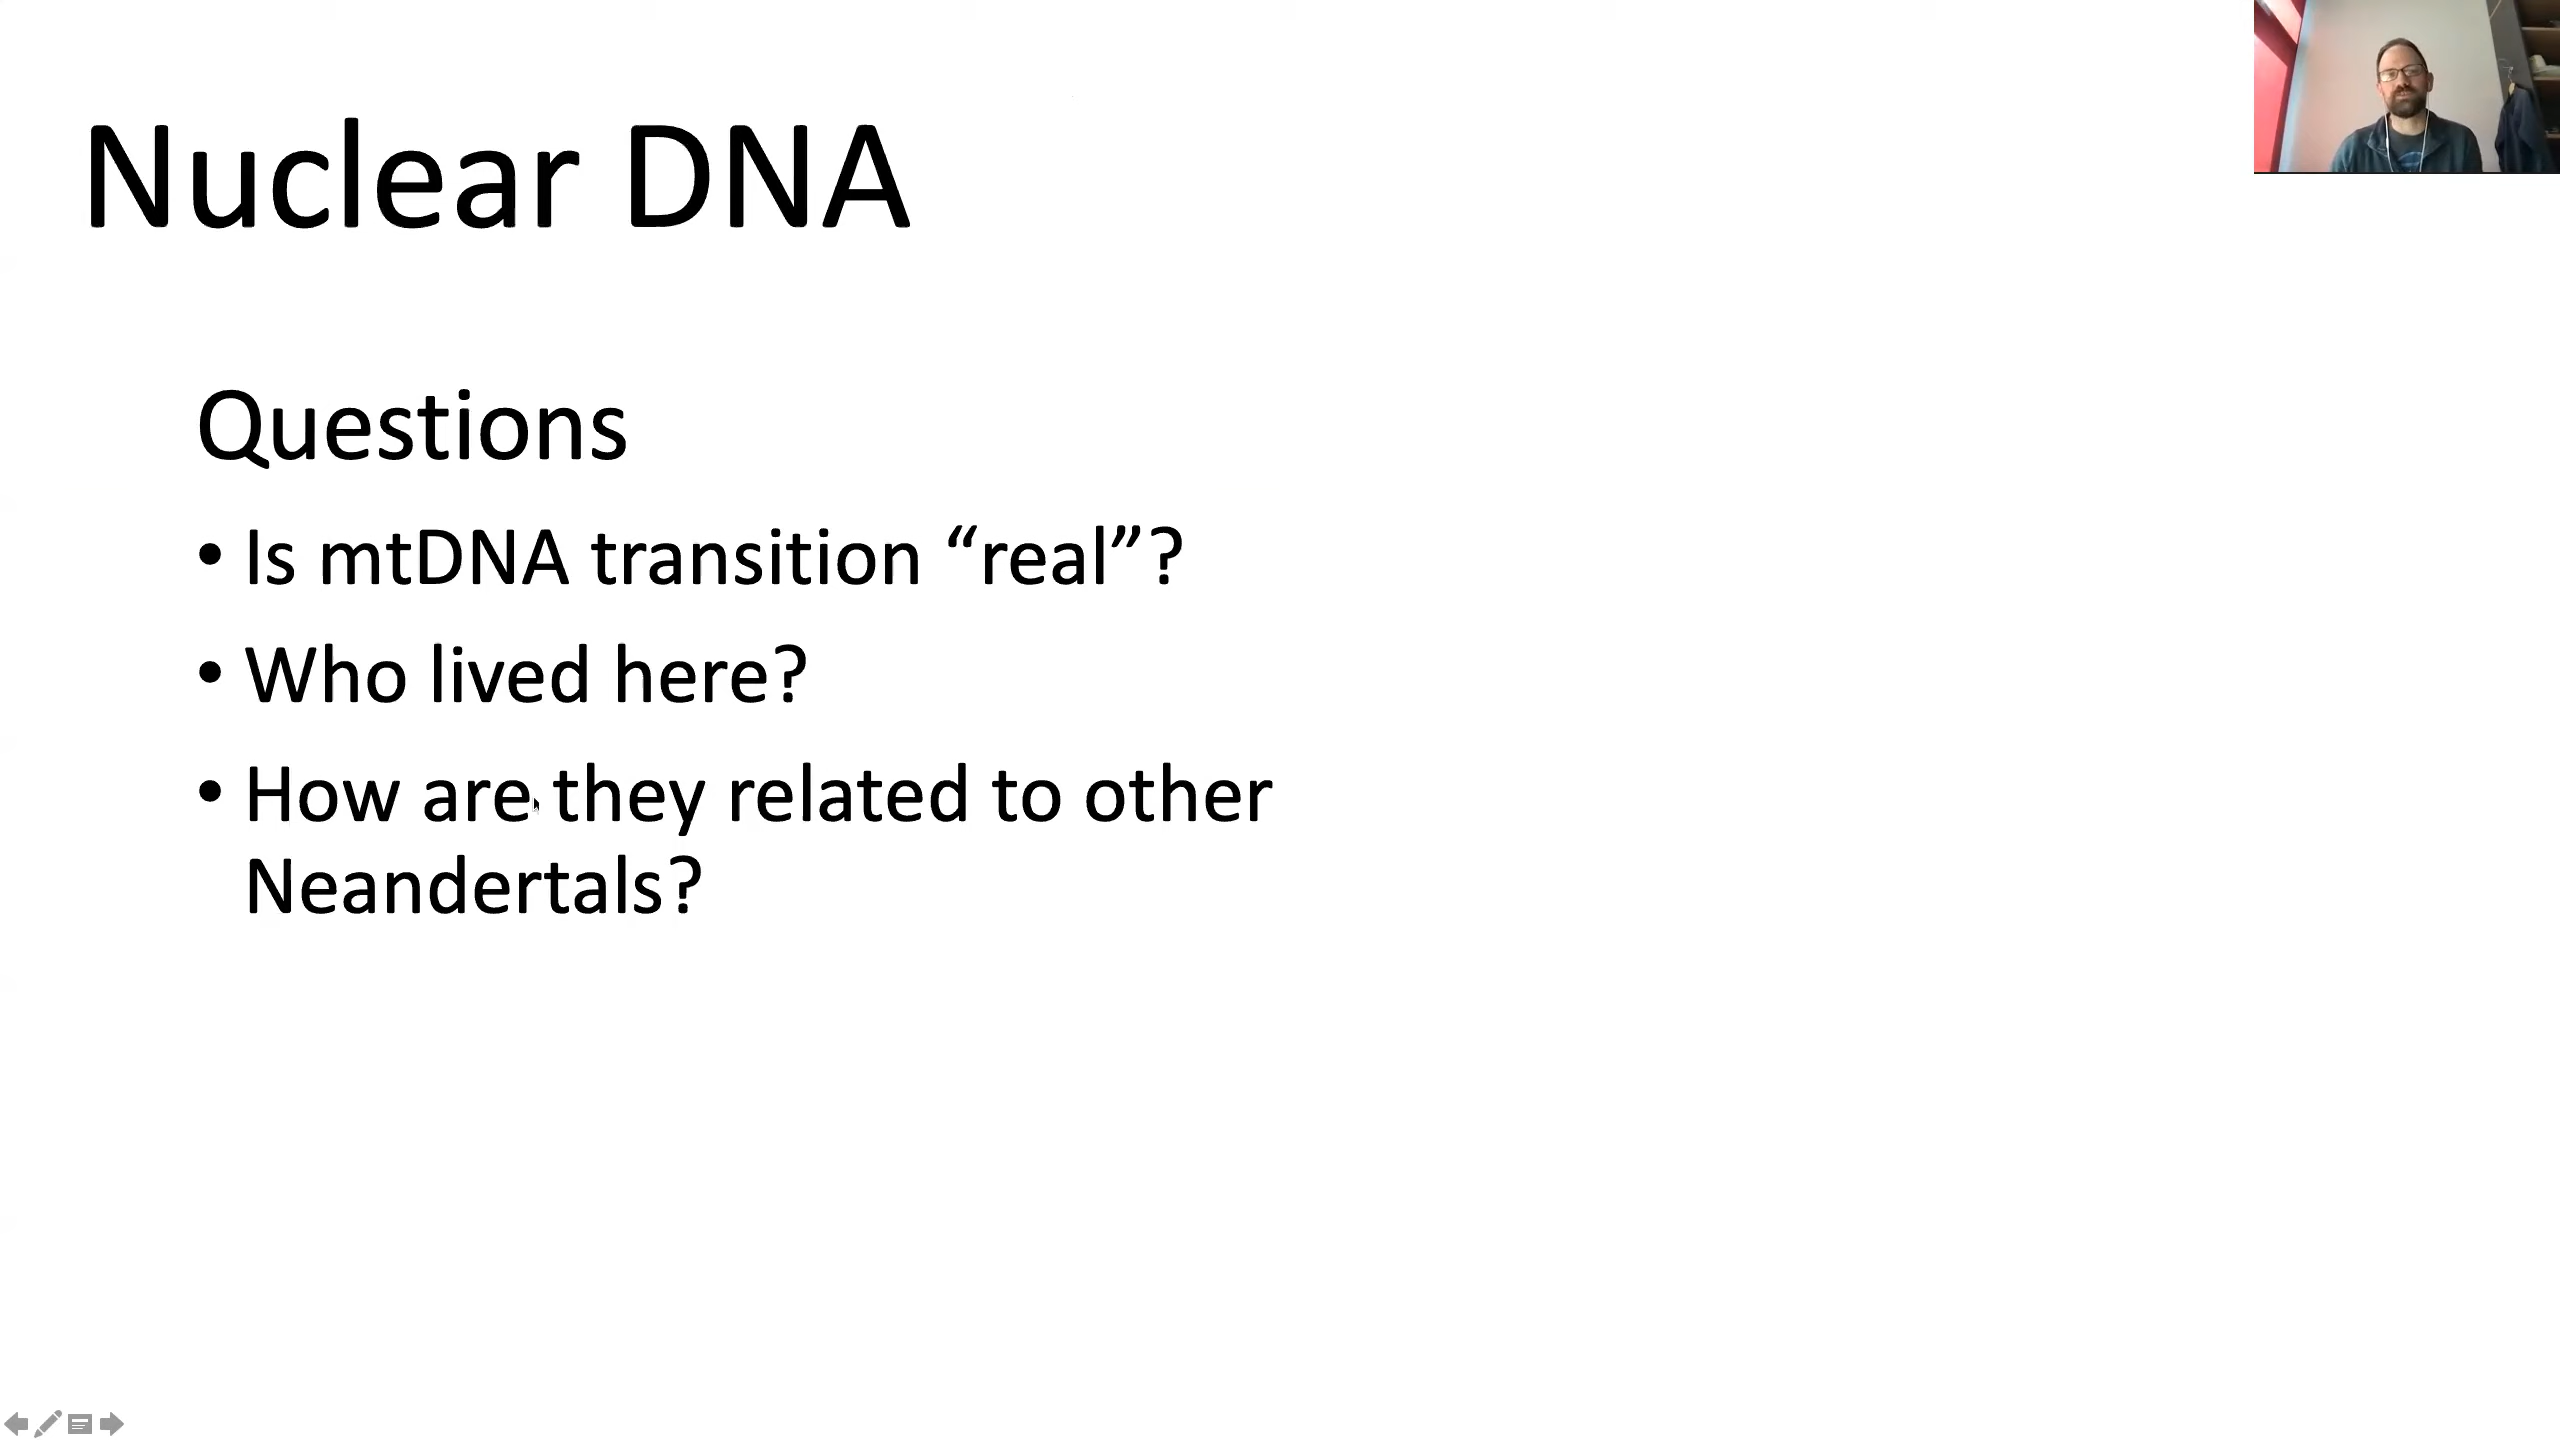 Nuclear DNA
Questions
• Is mtDNA transition “real”?
• Who lived here?
• How are they related to other
Neandertals?